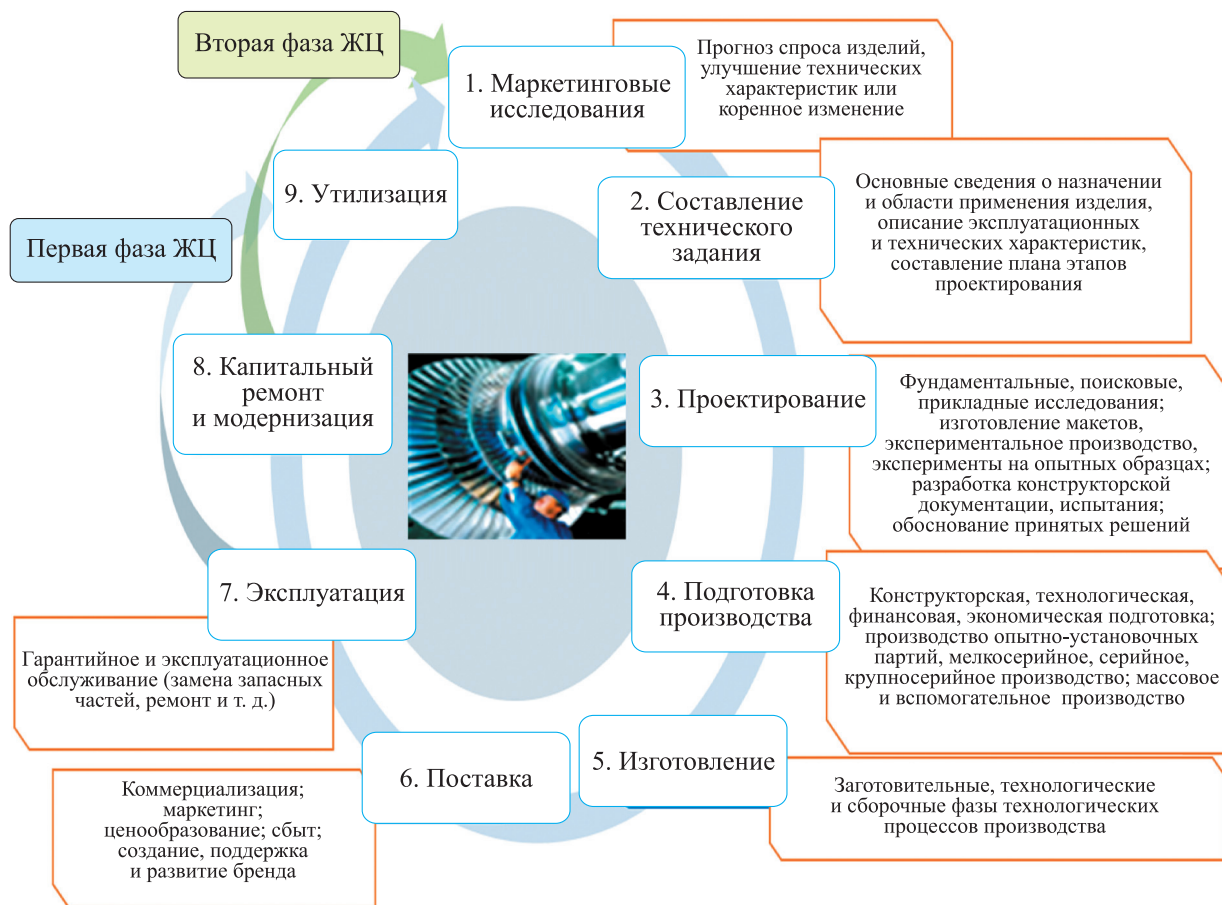 Вторая фаза ЖЦ
Первая фаза ЖЦ
1. Маркетинговые
исследования
Прогноз спроса изделий,
улучшение технических
характеристик или
коренное изменение
2. Составление
технического
задания
Основные сведения о назначении
и области применения изделия,
описание эксплуатационных
и технических характеристик,
составление плана этапов
проектирования
3. Проектирование
Фундаментальные, поисковые,
прикладные исследования;
изготовление макетов,
экспериментальное производство,
эксперименты на опытных образцах;
разработка конструкторской
документации, испытания;
обоснование принятых решений
4. Подготовка
производства
Конструкторская, технологическая,
финансовая, экономическая подготовка;
производство опытно-установочных
партий, мелкосерийное, серийное,
крупносерийное производство; массовое
и вспомогательное производство
5. Изготовление
Заготовительные, технологические
и сборочные фазы технологических
процессов производства
6. Поставка
Коммерциализация;
маркетинг;
ценообразование; сбыт;
создание, поддержка
и развитие бренда
7. Эксплуатация
Гарантийное и эксплуатационное
обслуживание (замена запасных
частей, ремонт и т. д.)
8. Капитальный
ремонт
и модернизация
9. Утилизация